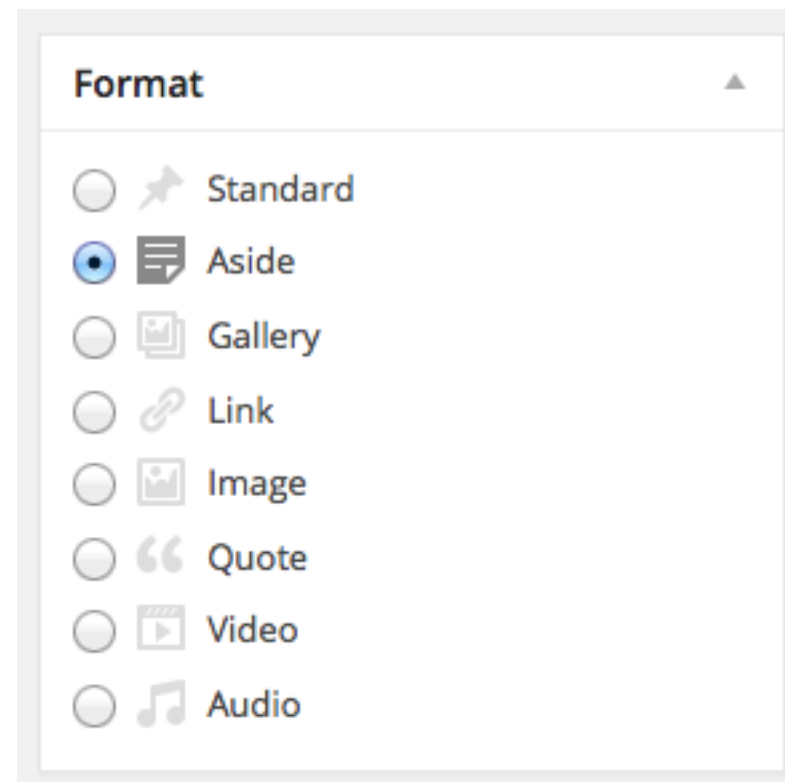 Format
Standard
Aside
Gallery
Link
Image
Quote
Video
Audio